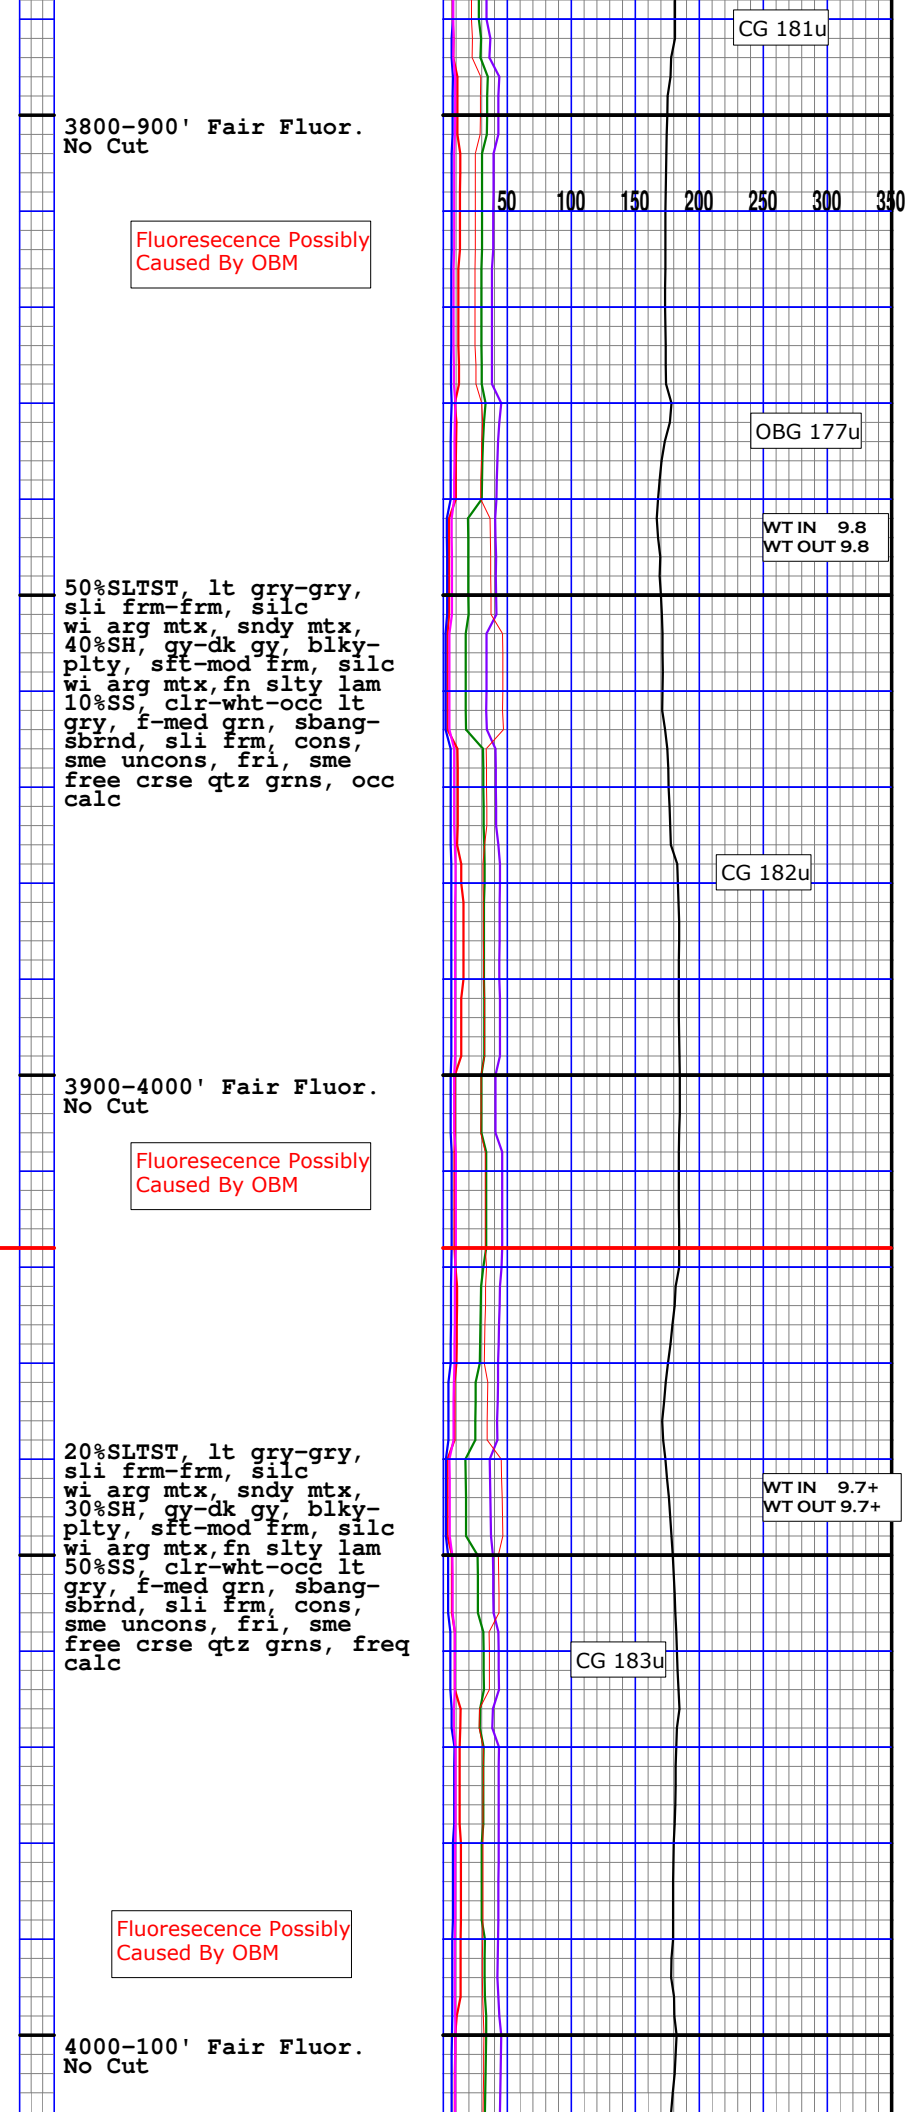 CG 181u
3800-900' Fair Fluor.
No Cut
50 100 150 200 250 300 350
Fluoresecence Possibly
Caused By OBM
OBG 177u
WT IN 9.8
WT OUT 9.8
50%SLTST, lt gry-gry,
sli frm-frm, silc
wi arg mtx, sndy mtx,
40%SH, gy-dk gy, blky-
plty, sft-mod frm, silc
wi arg mtx,fn slty lam
10%SS, clr-wht-occ lt
gry, f-med grn, sbang-
sbrnd, sli frm, cons,
sme uncons, fri, sme
free crse qtz grns, occ
calc
CG 182u
3900-4000' Fair Fluor.
No Cut
Fluoresecence Possibly
Caused By OBM
20%SLTST, lt gry-gry,
sli frm-frm, silc
wi arg mtx, sndy mtx,
30%SH, gy-dk gy, blky-
plty, sft-mod frm, silc
wi arg mtx,fn slty lam
50%SS, clr-wht-occ lt
gry, f-med grn, sbang-
sbrnd, sli frm, cons,
sme uncons, fri, sme
free crse qtz grns, freq
calc
WT IN 9.7+
WT OUT 9.7+
CG 183u
Fluoresecence Possibly
Caused By OBM
4000-100' Fair Fluor.
No Cut